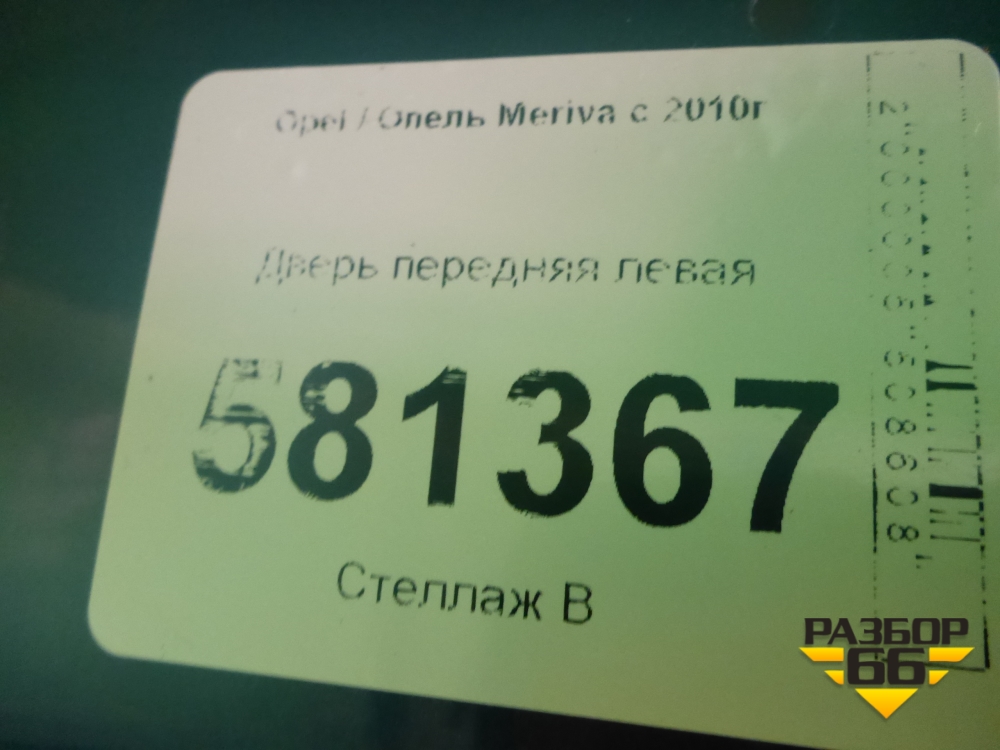 Opel / Опель Meriva с 2010г
Дверь передняя левая
581367
Стеллаж В
РАЗБОР
66